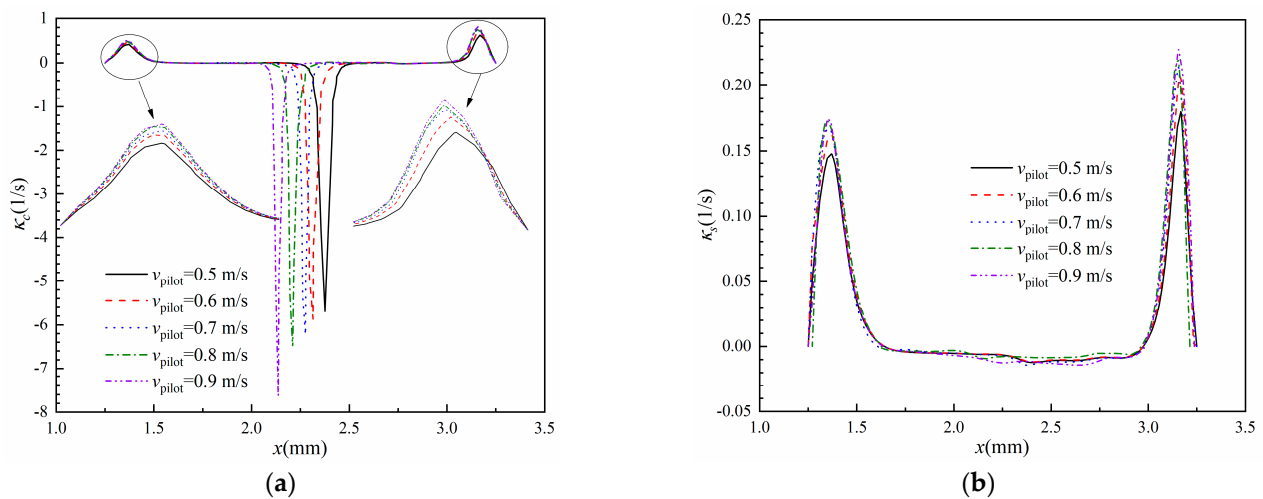 1
0
-1
-2
-3
-4
-5
-6
-7
-8
κc(1/s)
vpilot=0.5 m/s
vpilot=0.6 m/s
vpilot=0.7 m/s
vpilot=0.8 m/s
vpilot=0.9 m/s
1.0 1.5 2.0 2.5 3.0 3.5
x(mm)
(a)
0.25
0.20
0.15
0.10
0.05
0.00
-0.05
κs(1/s)
vpilot=0.5 m/s
vpilot=0.6 m/s
vpilot=0.7 m/s
vpilot=0.8 m/s
vpilot=0.9 m/s
1.0 1.5 2.0 2.5 3.0 3.5
x(mm)
(b)